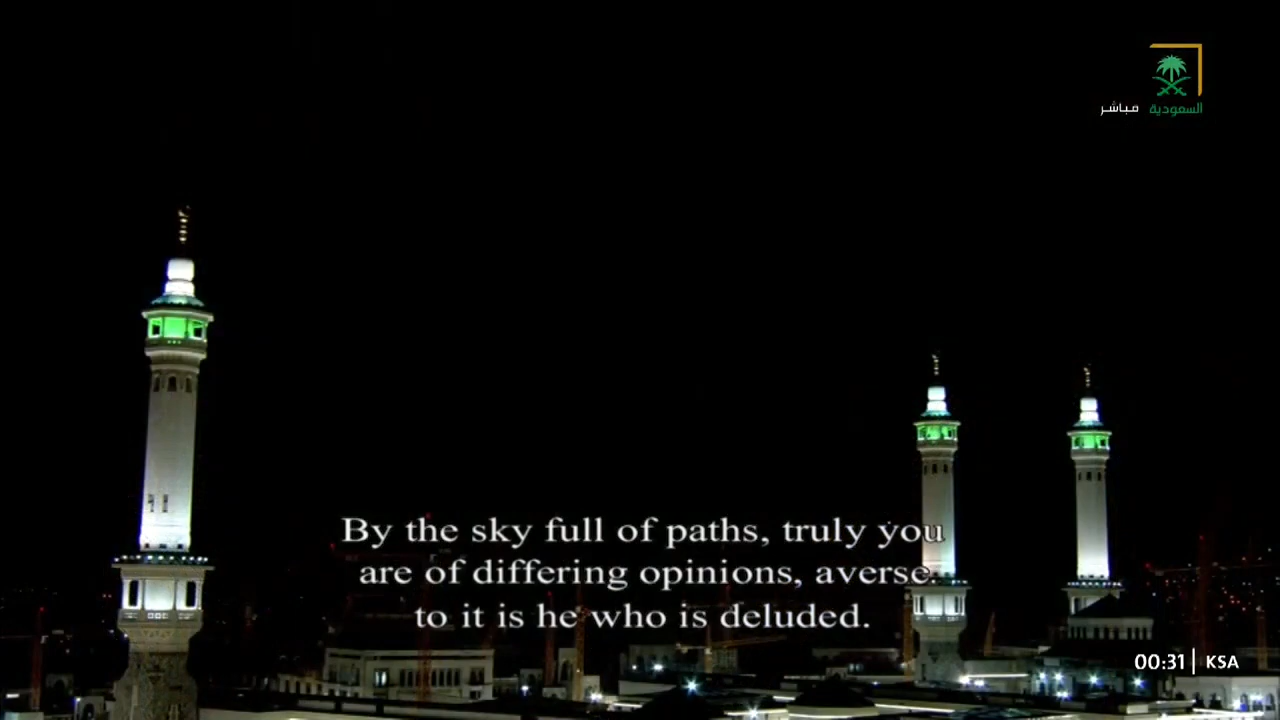 السعودية مباشر
By the sky full of paths, truly you
are of differing opinions, averse
to it is he who is deluded.
00:31 | KSA